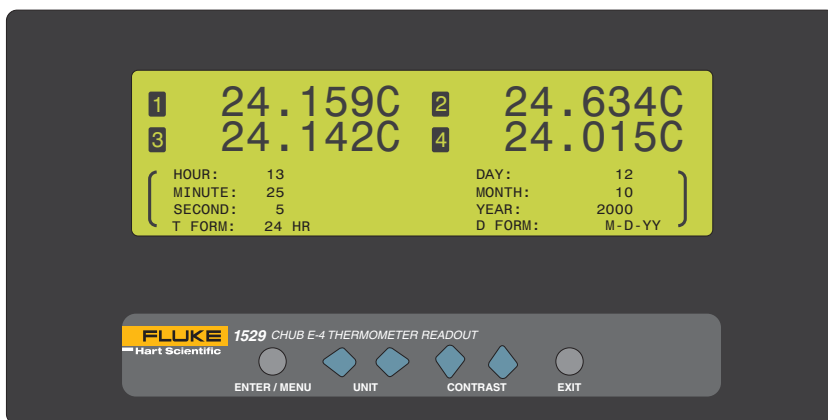 1 24.159C 2 24.634C
3 24.142C 4 24.015C
HOUR: 13 DAY: 12
MINUTE: 25 MONTH: 10
SECOND: 5 YEAR: 2000
T FORM: 24 HR D FORM: M-D-YY
FLUKE 1529 CHUB E-4 THERMOMETER READOUT
Hart Scientific
ENTER / MENU UNIT CONTRAST EXIT